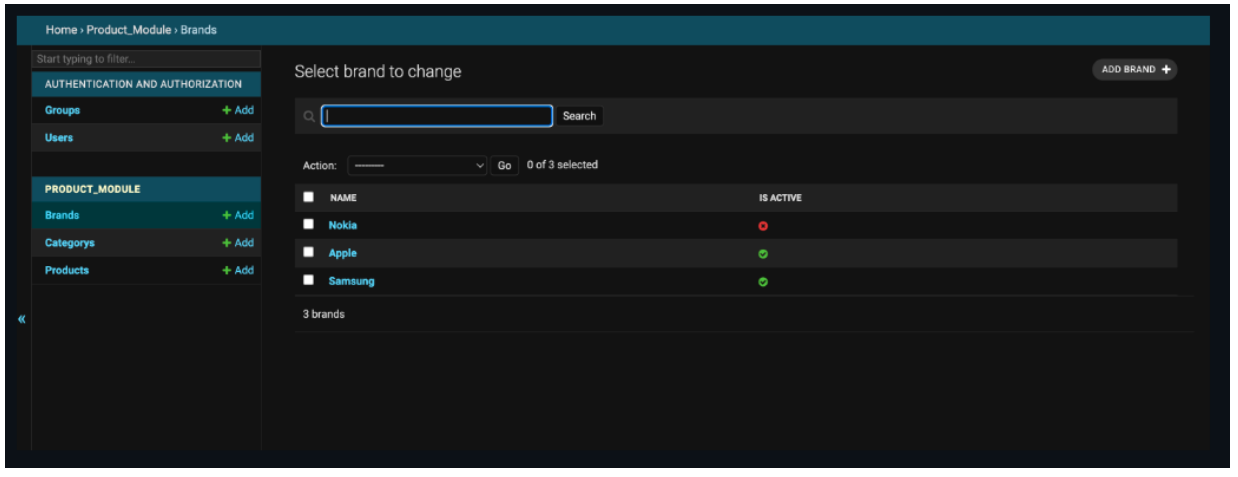 Home › Product_Module › Brands
Start typing to filter...
AUTHENTICATION AND AUTHORIZATION
Groups + Add
Users + Add
PRODUCT_MODULE
Brands + Add
Categorys + Add
Products + Add
«
Select brand to change
ADD BRAND +
Search
Action: --------- Go 0 of 3 selected
NAME IS ACTIVE
Nokia
Apple
Samsung
3 brands